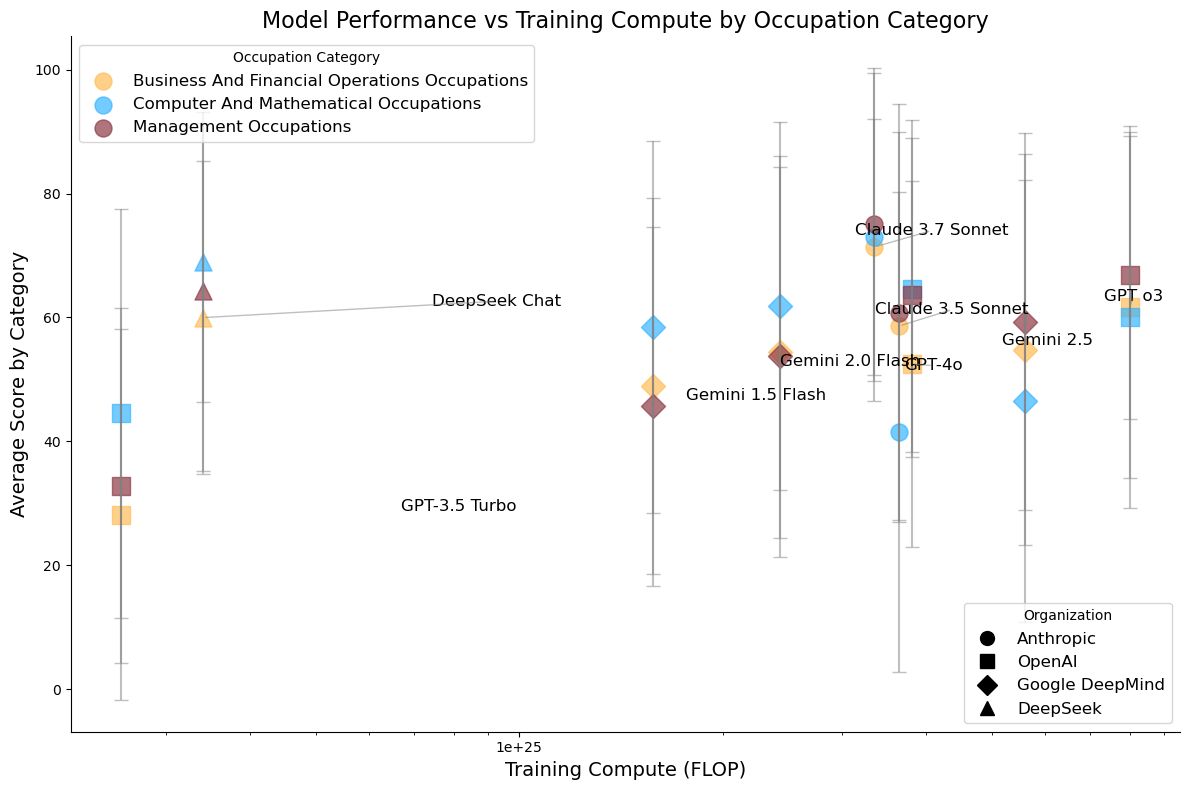 Model Performance vs Training Compute by Occupation Category
Occupation Category
Business And Financial Operations Occupations
Computer And Mathematical Occupations
Management Occupations
100
80
60
40
20
0
Average Score by Category
Claude 3.7 Sonnet
DeepSeek Chat
GPT o3
Claude 3.5 Sonnet
Gemini 2.5
Gemini 2.0 Flash
GPT-4o
Gemini 1.5 Flash
GPT-3.5 Turbo
Organization
Anthropic
OpenAI
Google DeepMind
DeepSeek
1e+25
Training Compute (FLOP)